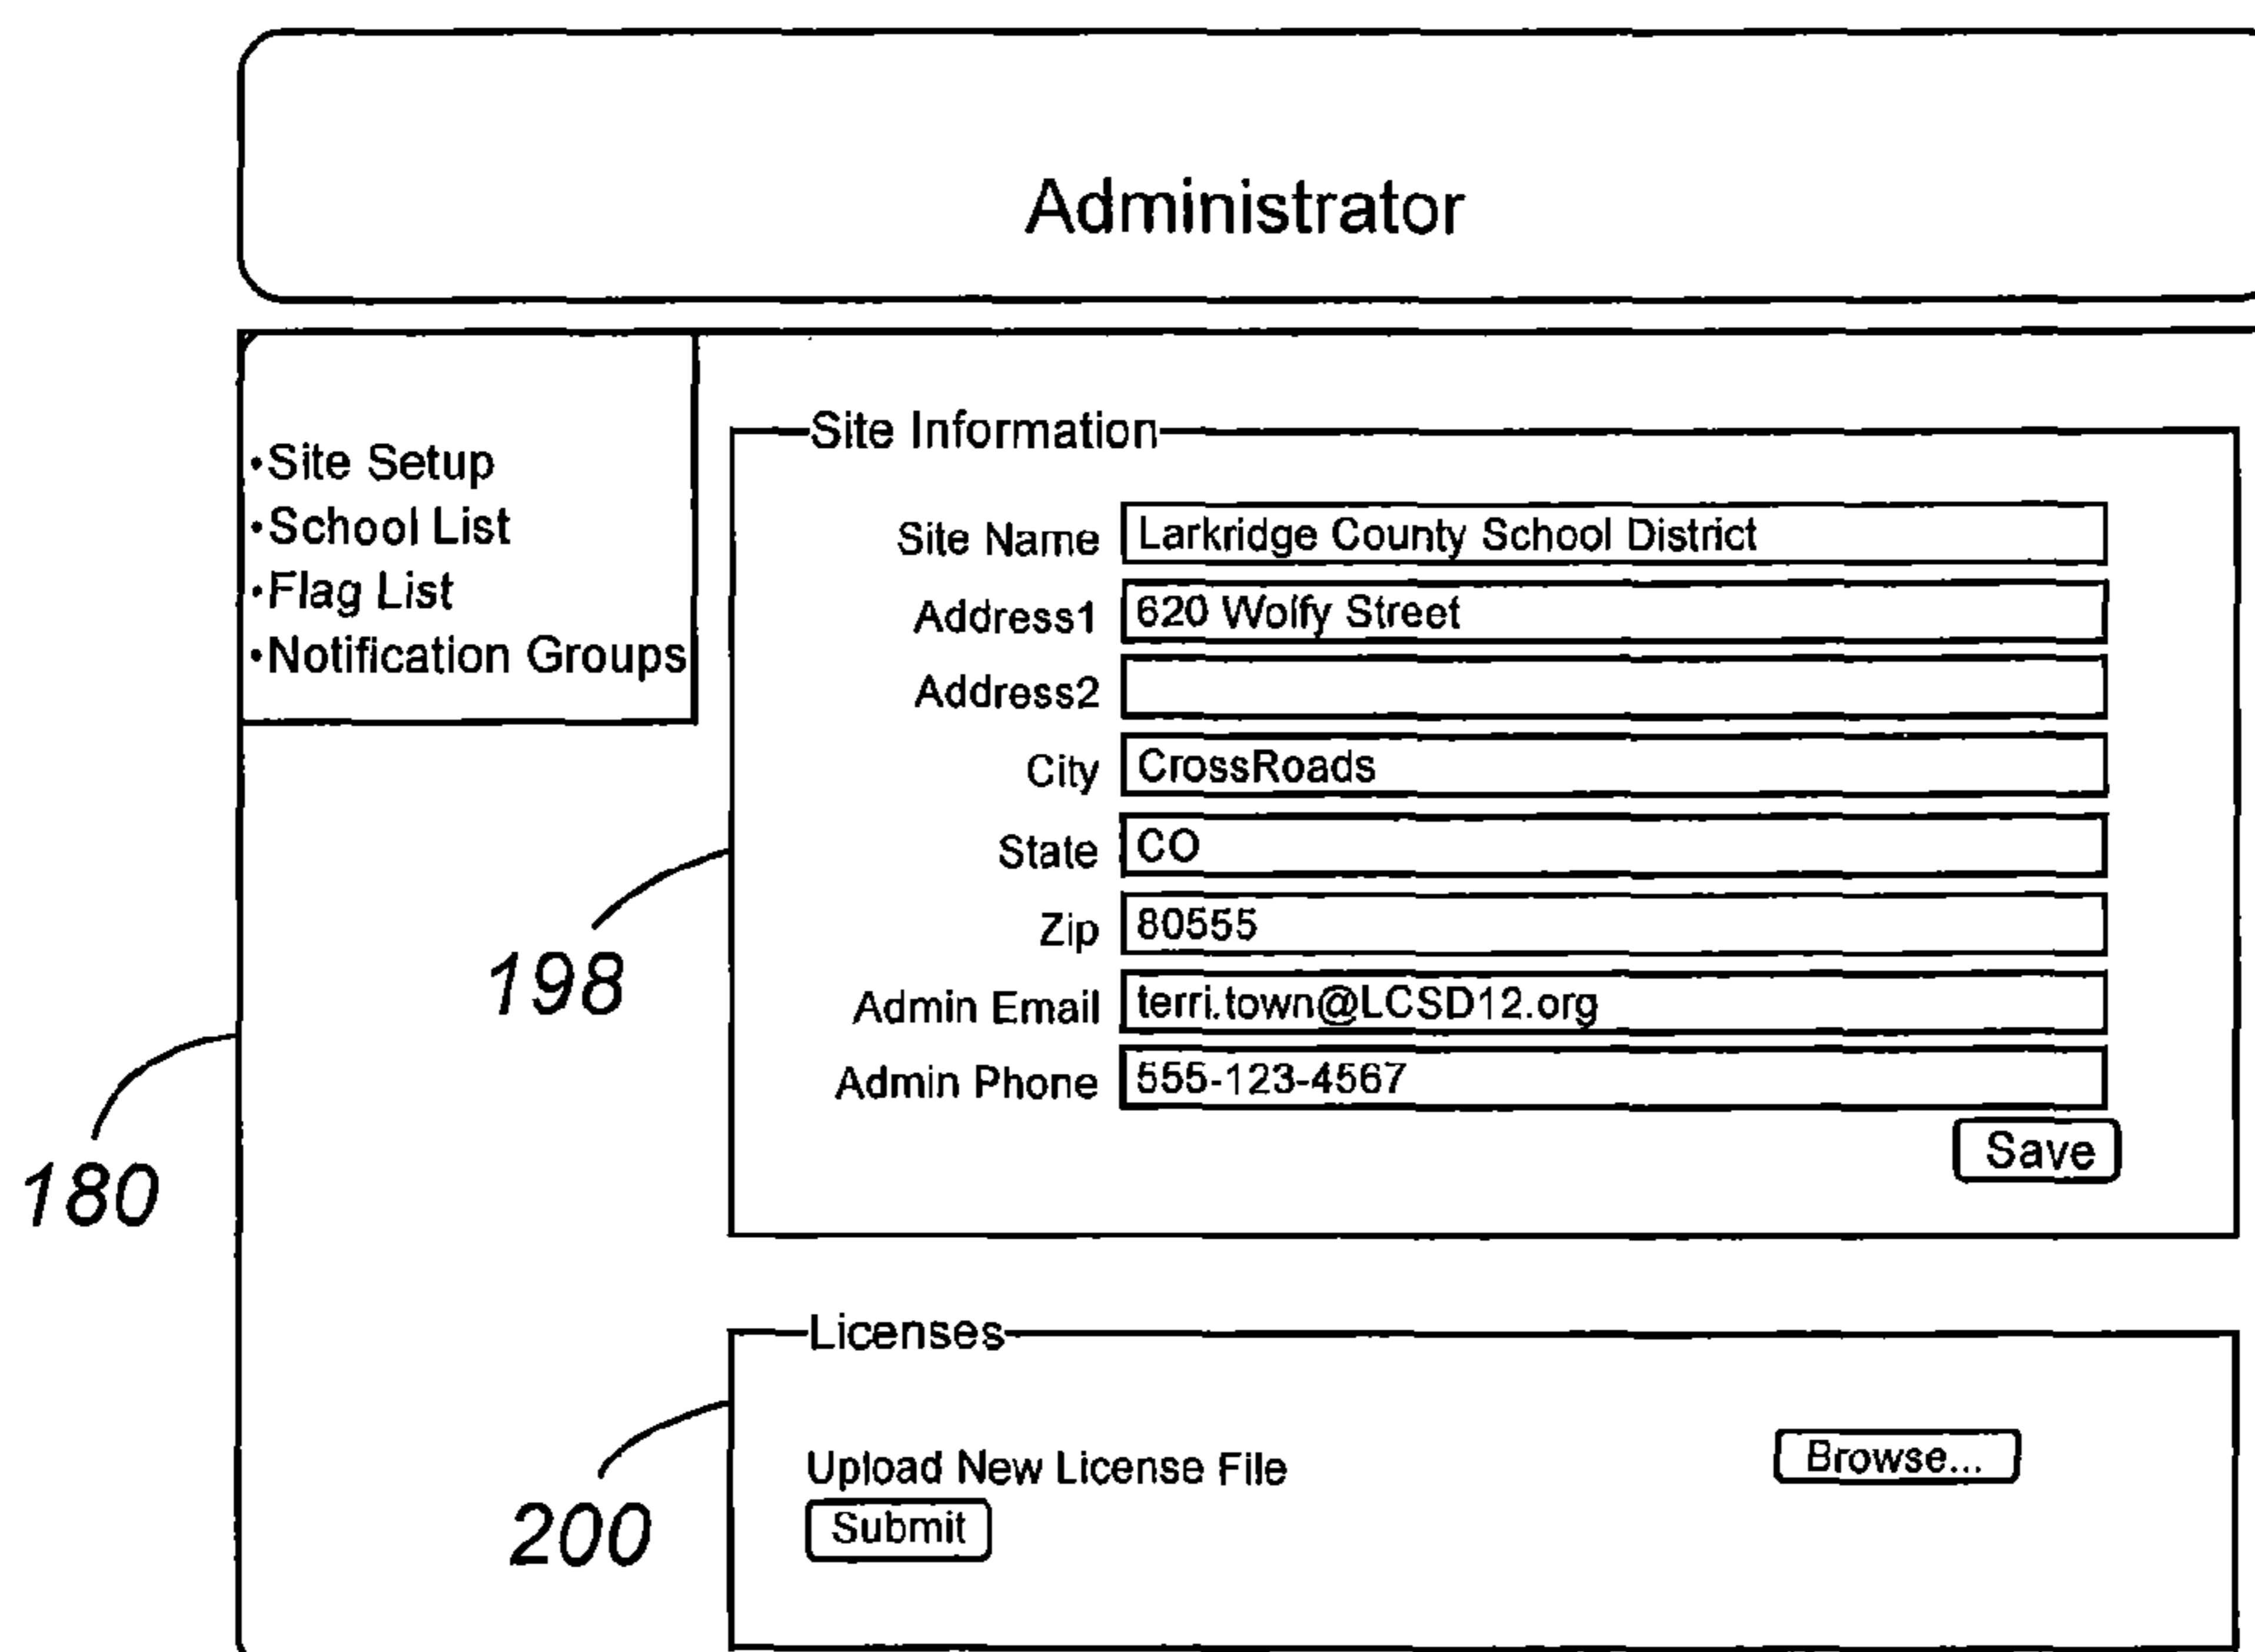 Administrator
•Site Setup
•School List
•Flag List
•Notification Groups
Site Information
Site Name Larkridge County School District
Address1 620 Wolfy Street
Address2
City CrossRoads
State CO
Zip 80555
Admin Email terri.town@LCSD12.org
Admin Phone 555-123-4567
Save
198
180
Licenses
Upload New License File Browse...
Submit
200